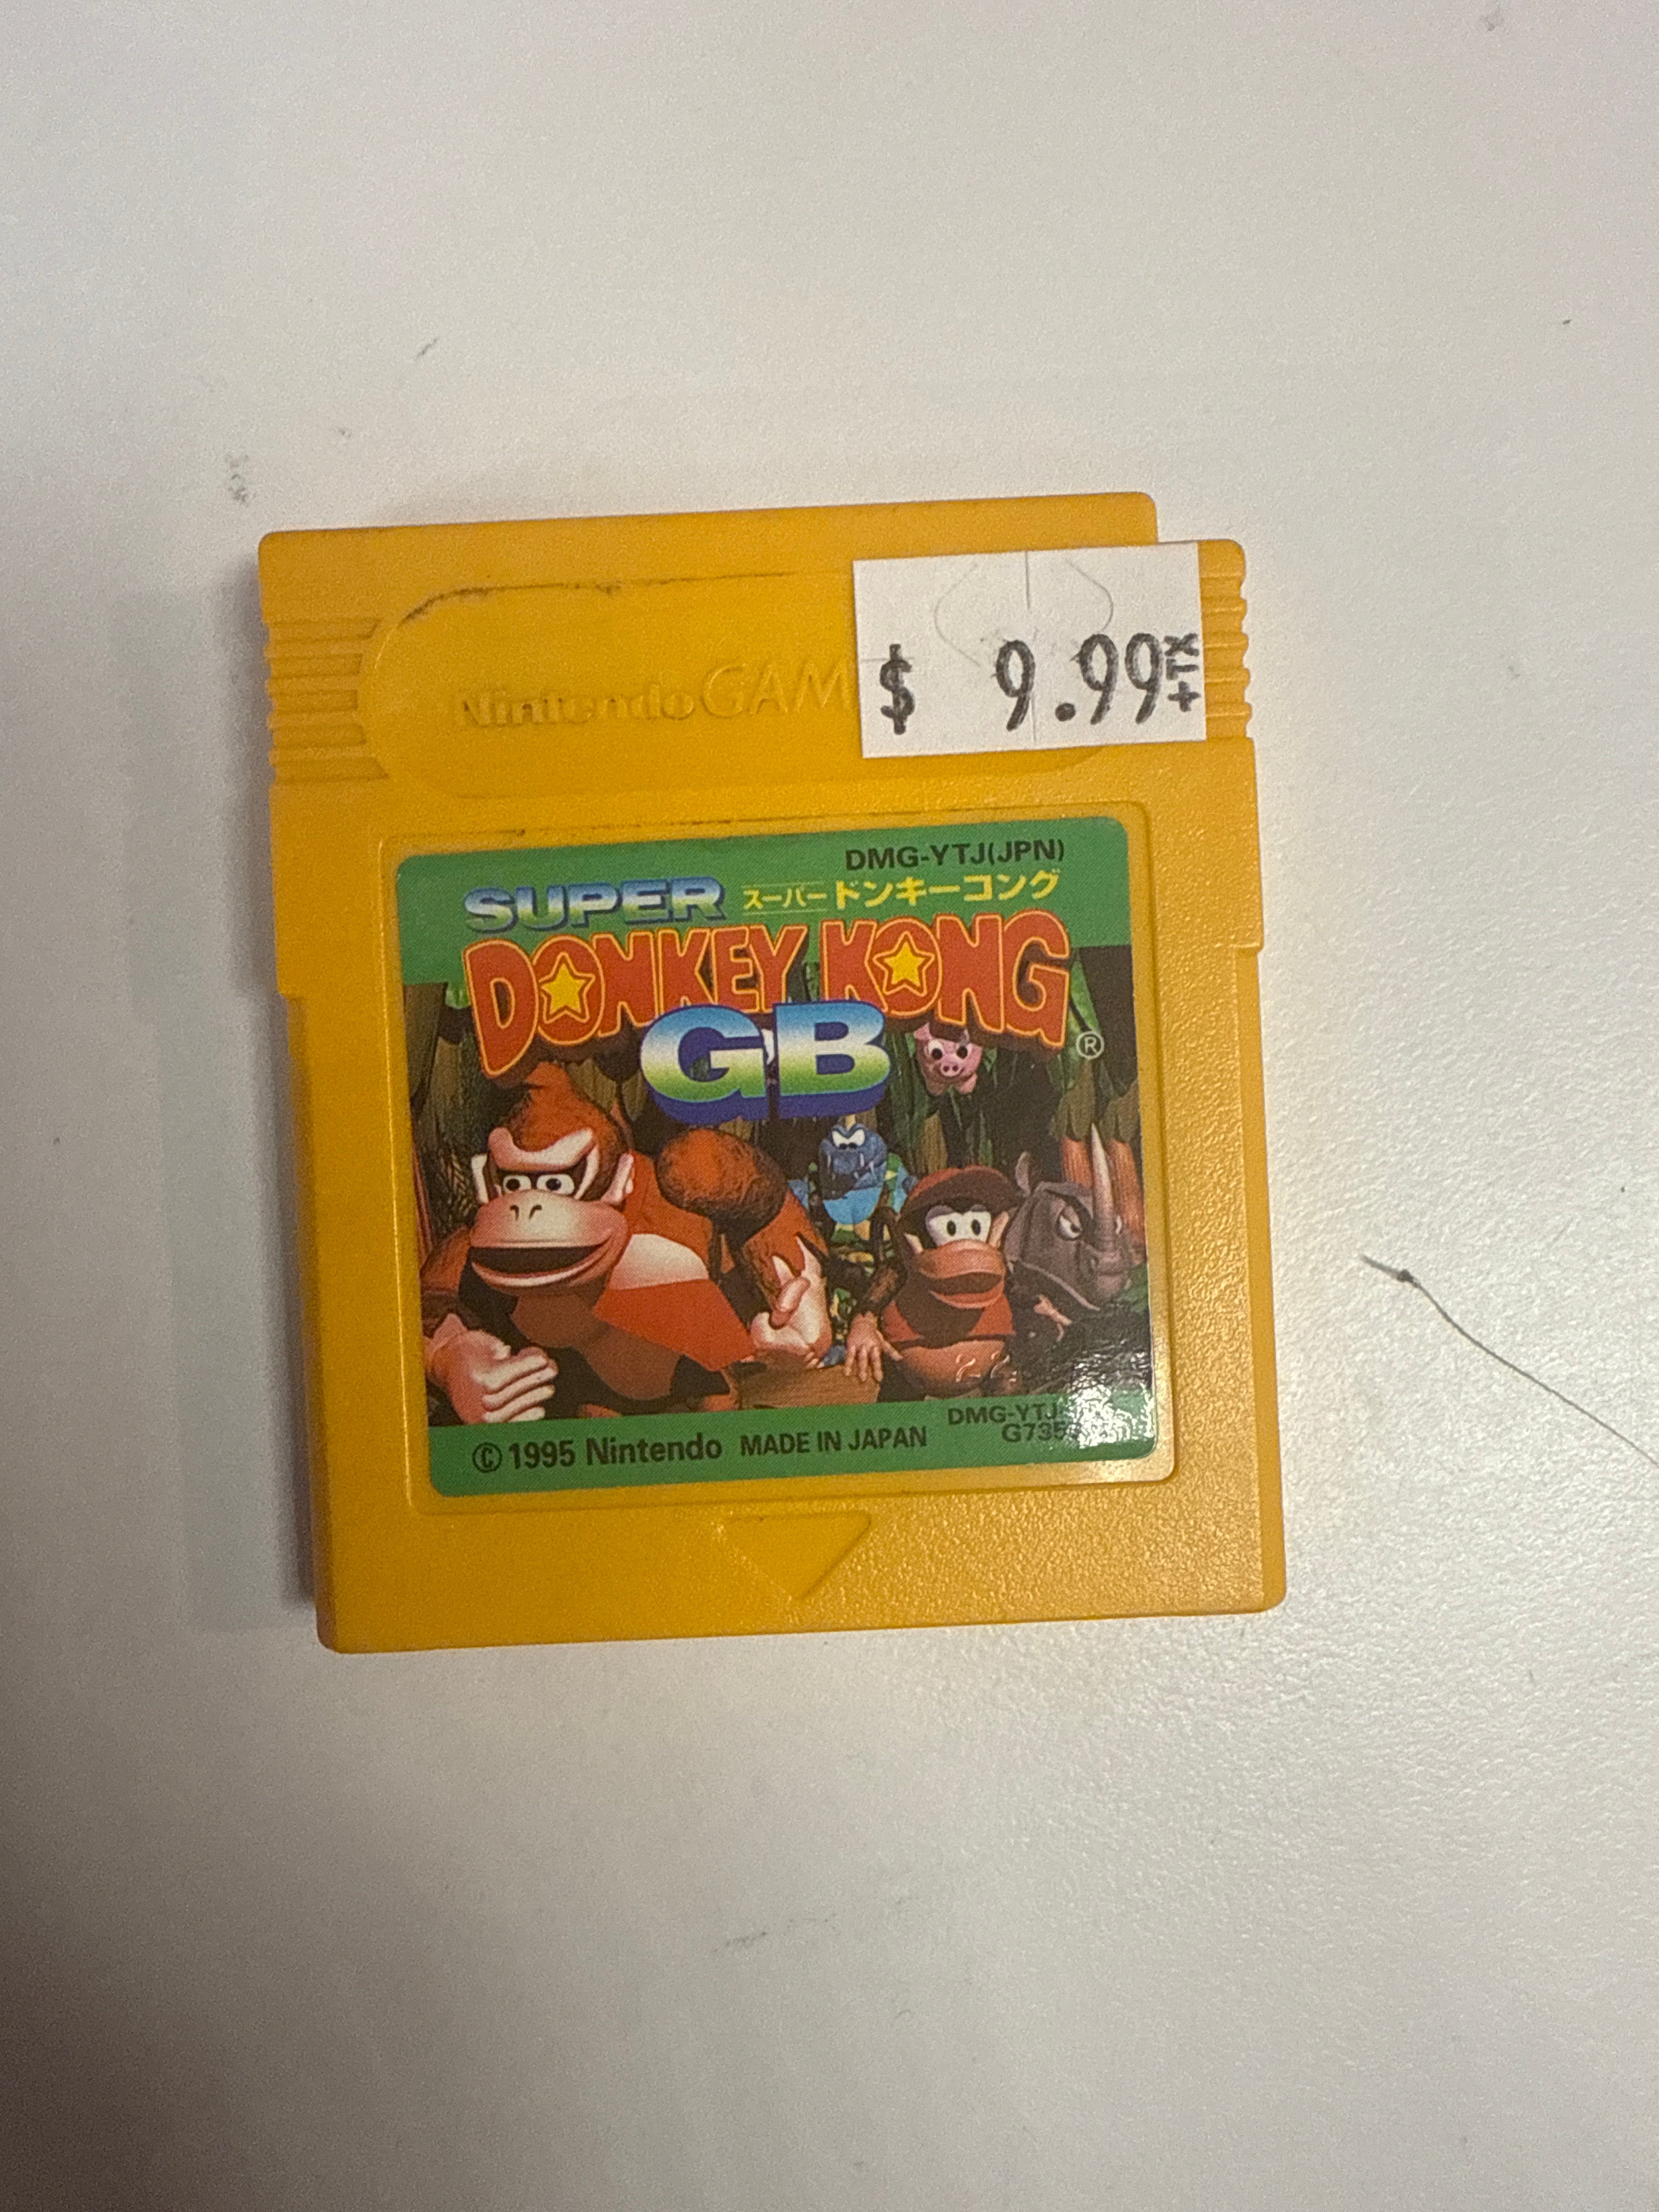 Nintendo GAM
$ 9.99
DMG-YTJ(JPN)
SUPER スーパードンキーコング
DONKEY KONG
GB
®
© 1995 Nintendo MADE IN JAPAN
DMG-YTJ